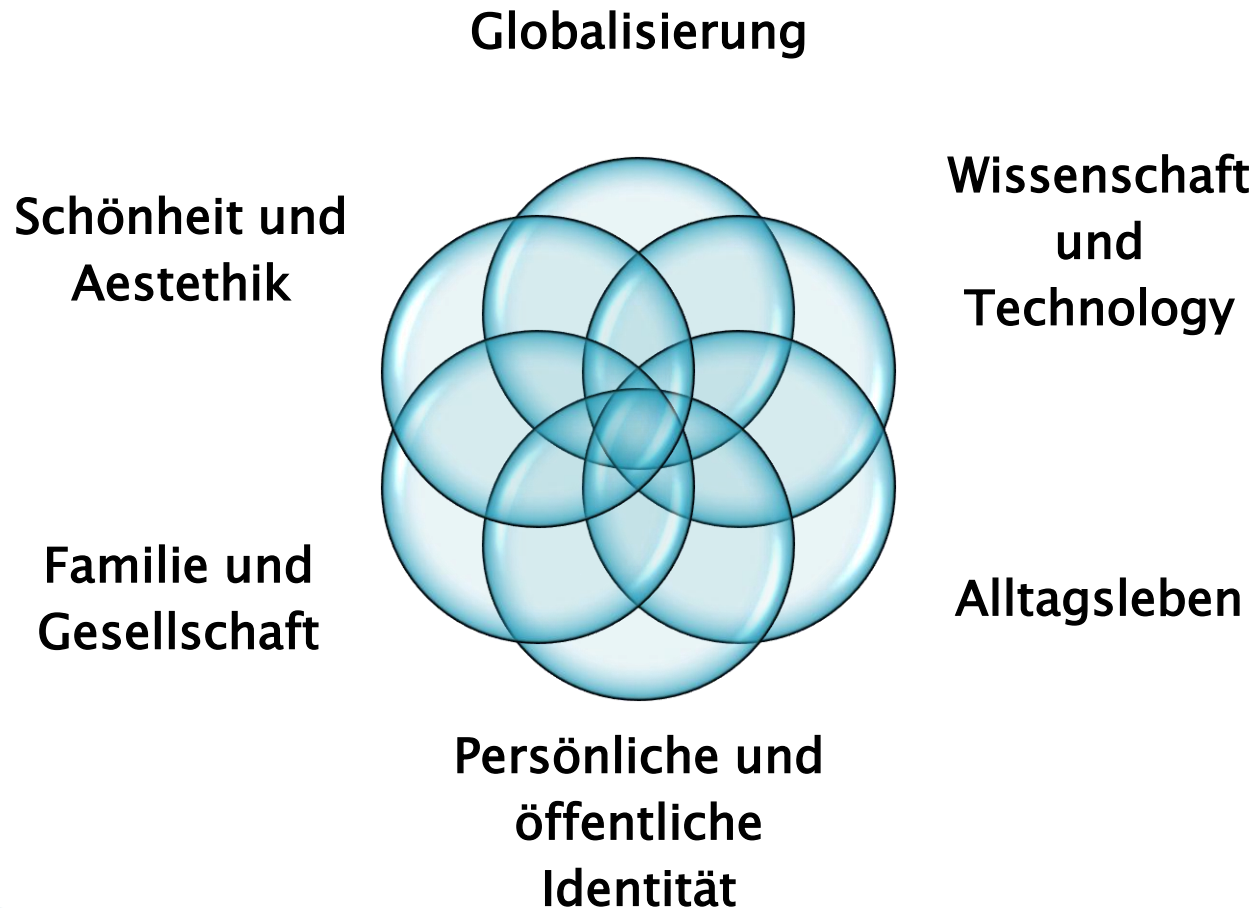 Globalisierung
Wissenschaft
und
Technology
Schönheit und
Aestethik
Familie und
Gesellschaft
Alltagsleben
Persönliche und
öffentliche
Identität